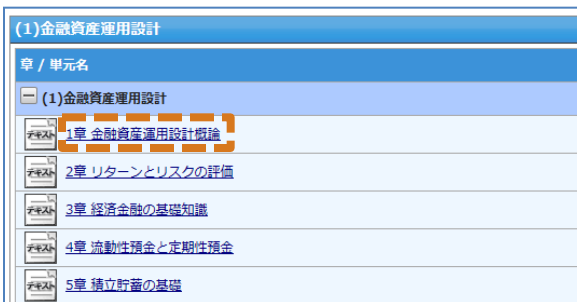 (1)金融資産運用設計
章 / 単元名
(1)金融資産運用設計
テキスト 1章 金融資産運用設計概論
テキスト 2章 リターンとリスクの評価
テキスト 3章 経済金融の基礎知識
テキスト 4章 流動性預金と定期性預金
テキスト 5章 積立貯蓄の基礎